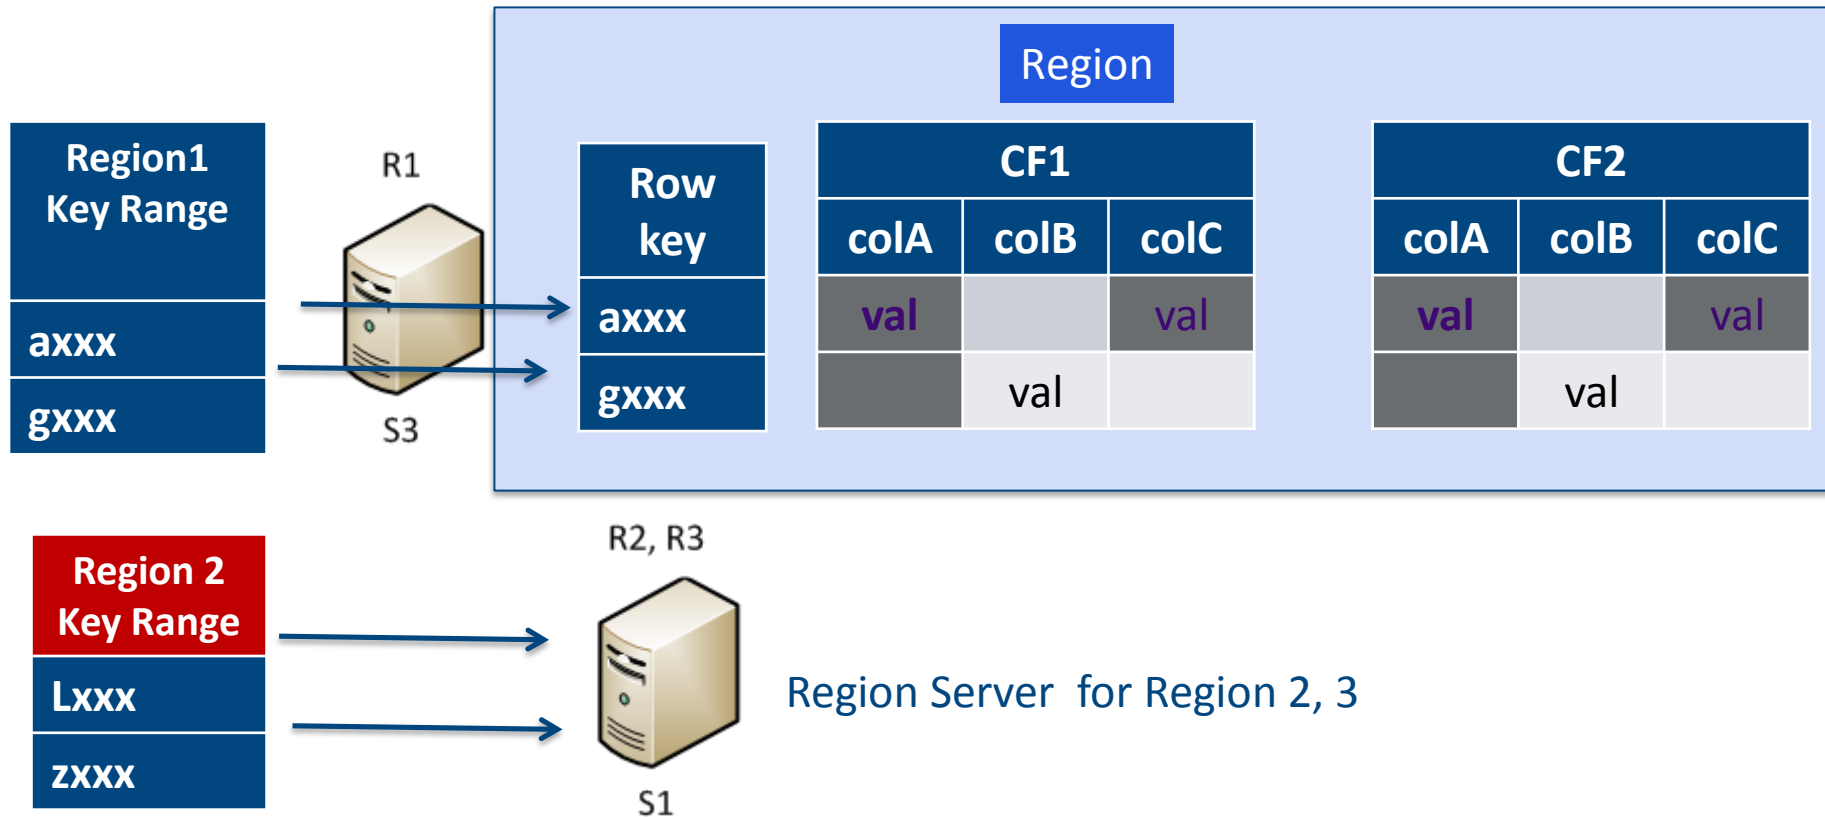 Region
Region1
Key Range
axxx
gxxx
R1
S3
Row
key
axxx
gxxx
CF1
colA colB colC
val val
val
CF2
colA colB colC
val val
val
Region 2
Key Range
Lxxx
zxxx
R2, R3
S1
Region Server for Region 2, 3